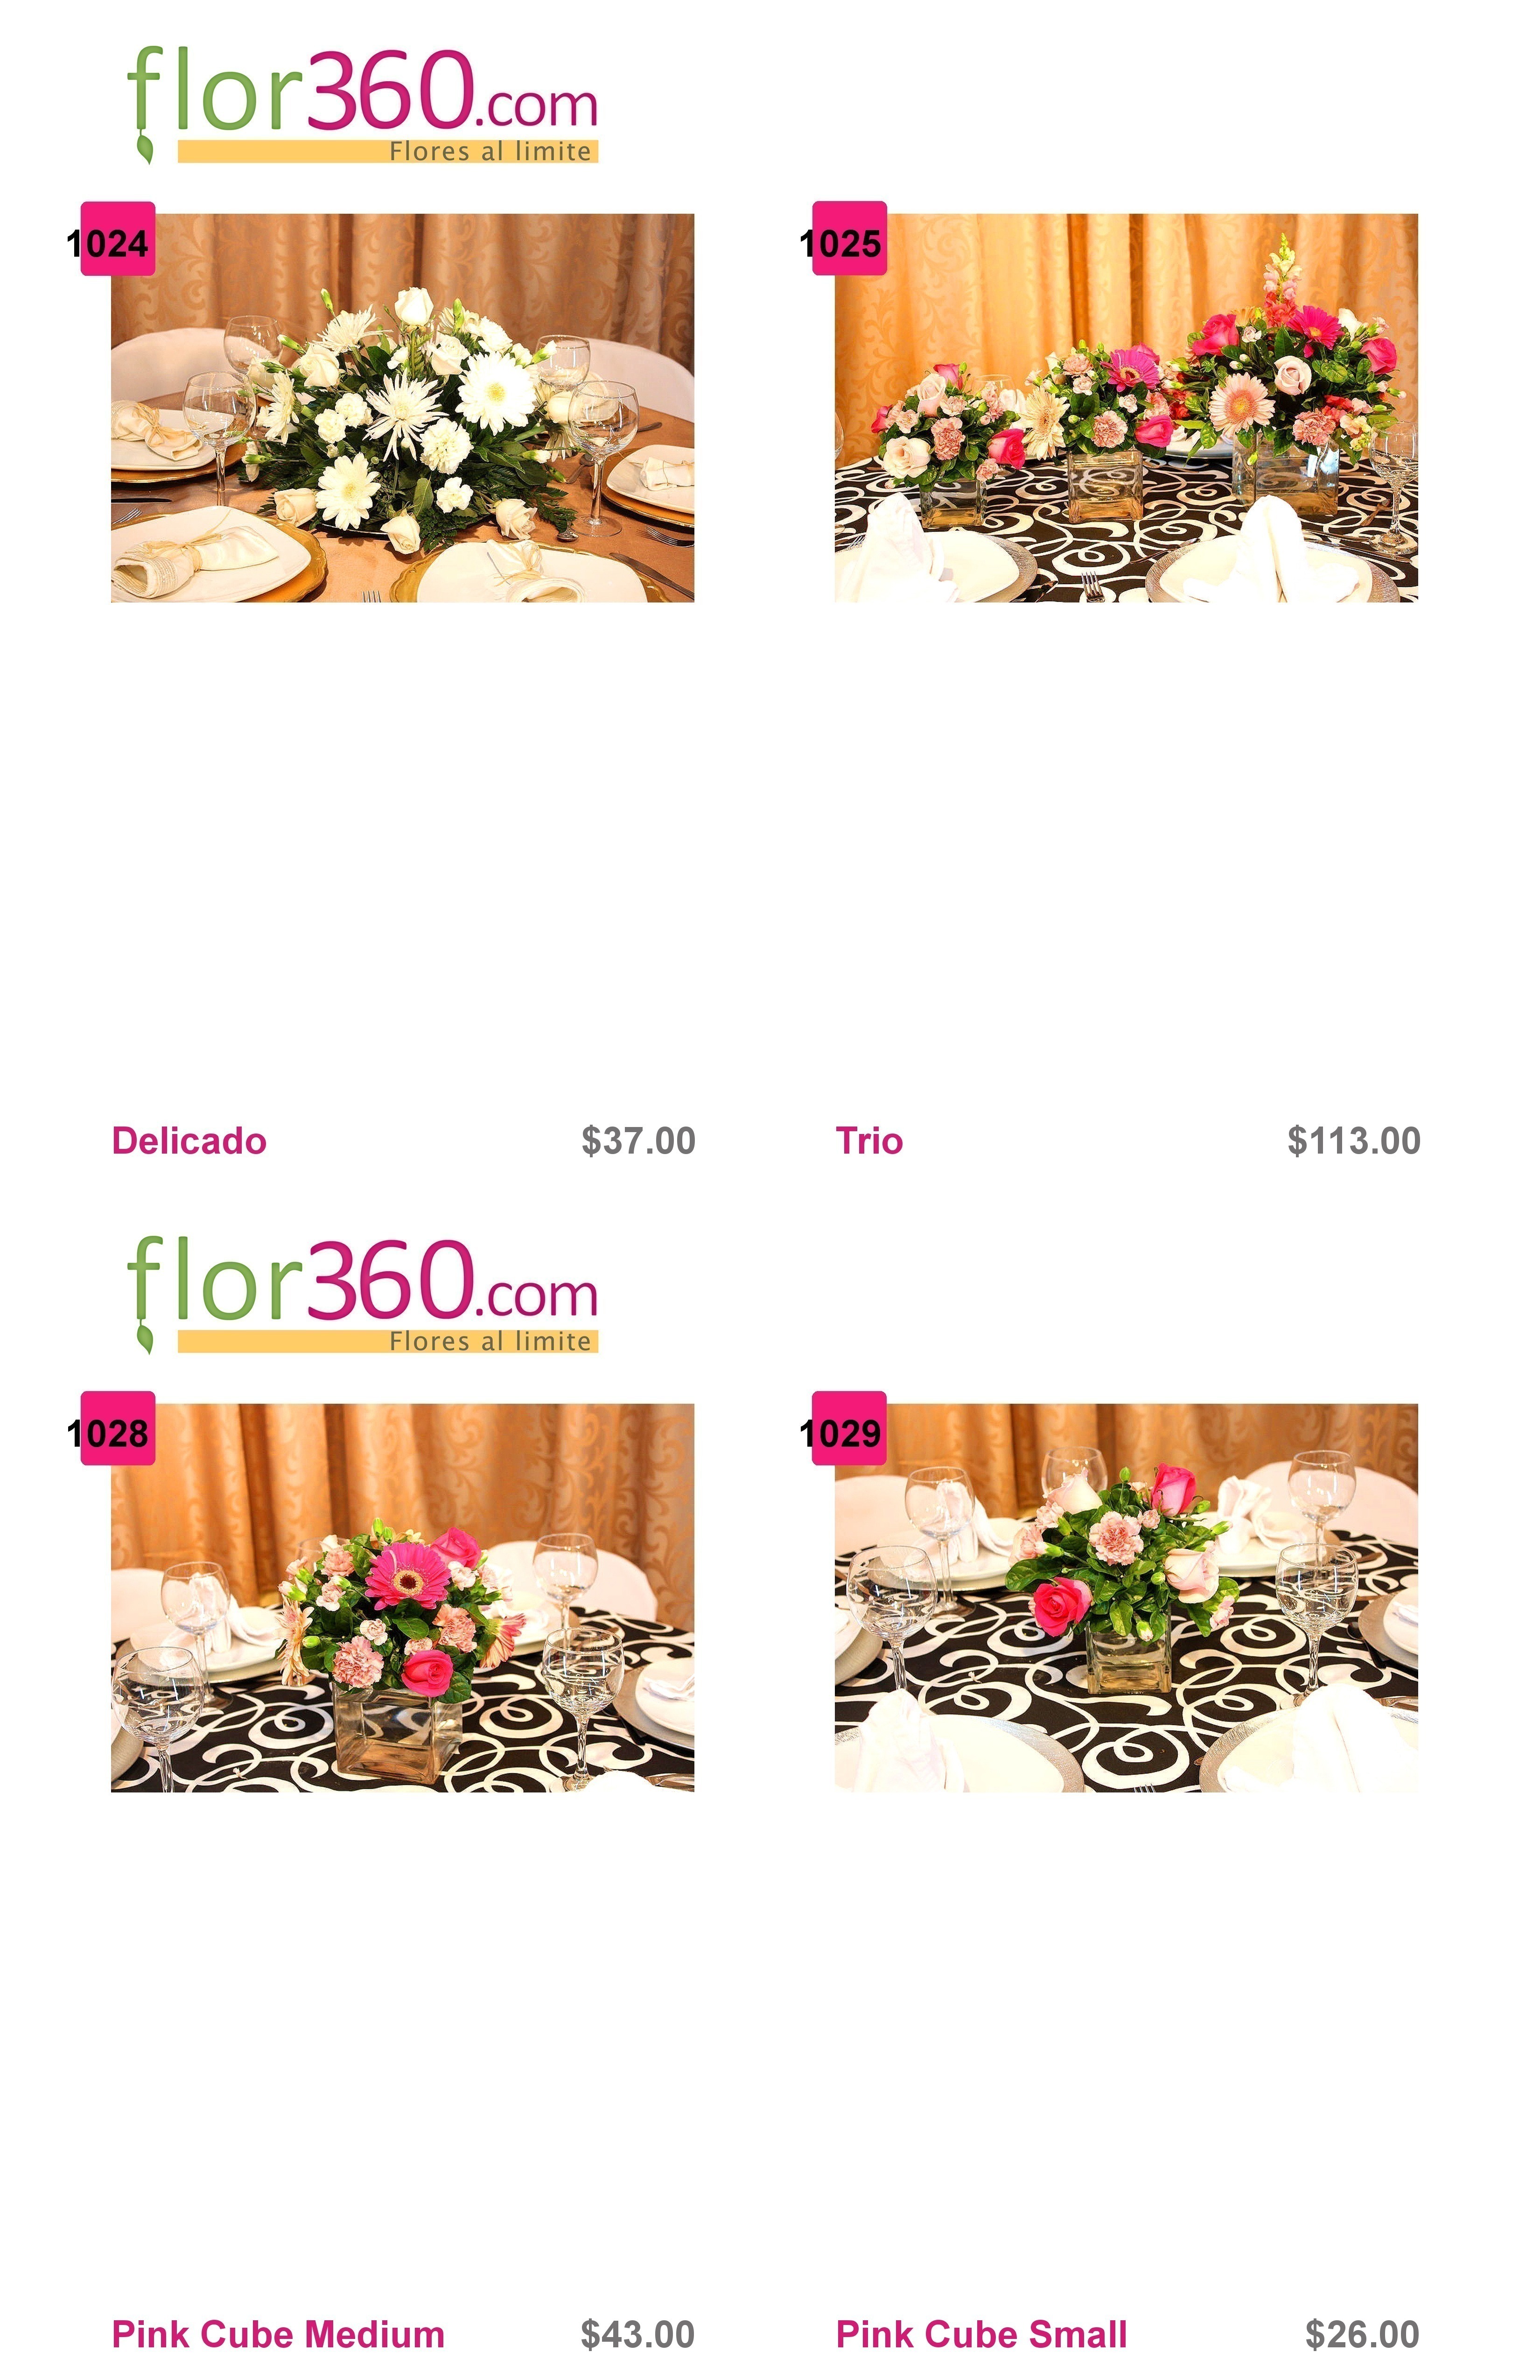 flor360.com
Flores al limite
1024
1025
Delicado $37.00
Trio $113.00
flor360.com
Flores al limite
1028
1029
Pink Cube Medium $43.00
Pink Cube Small $26.00